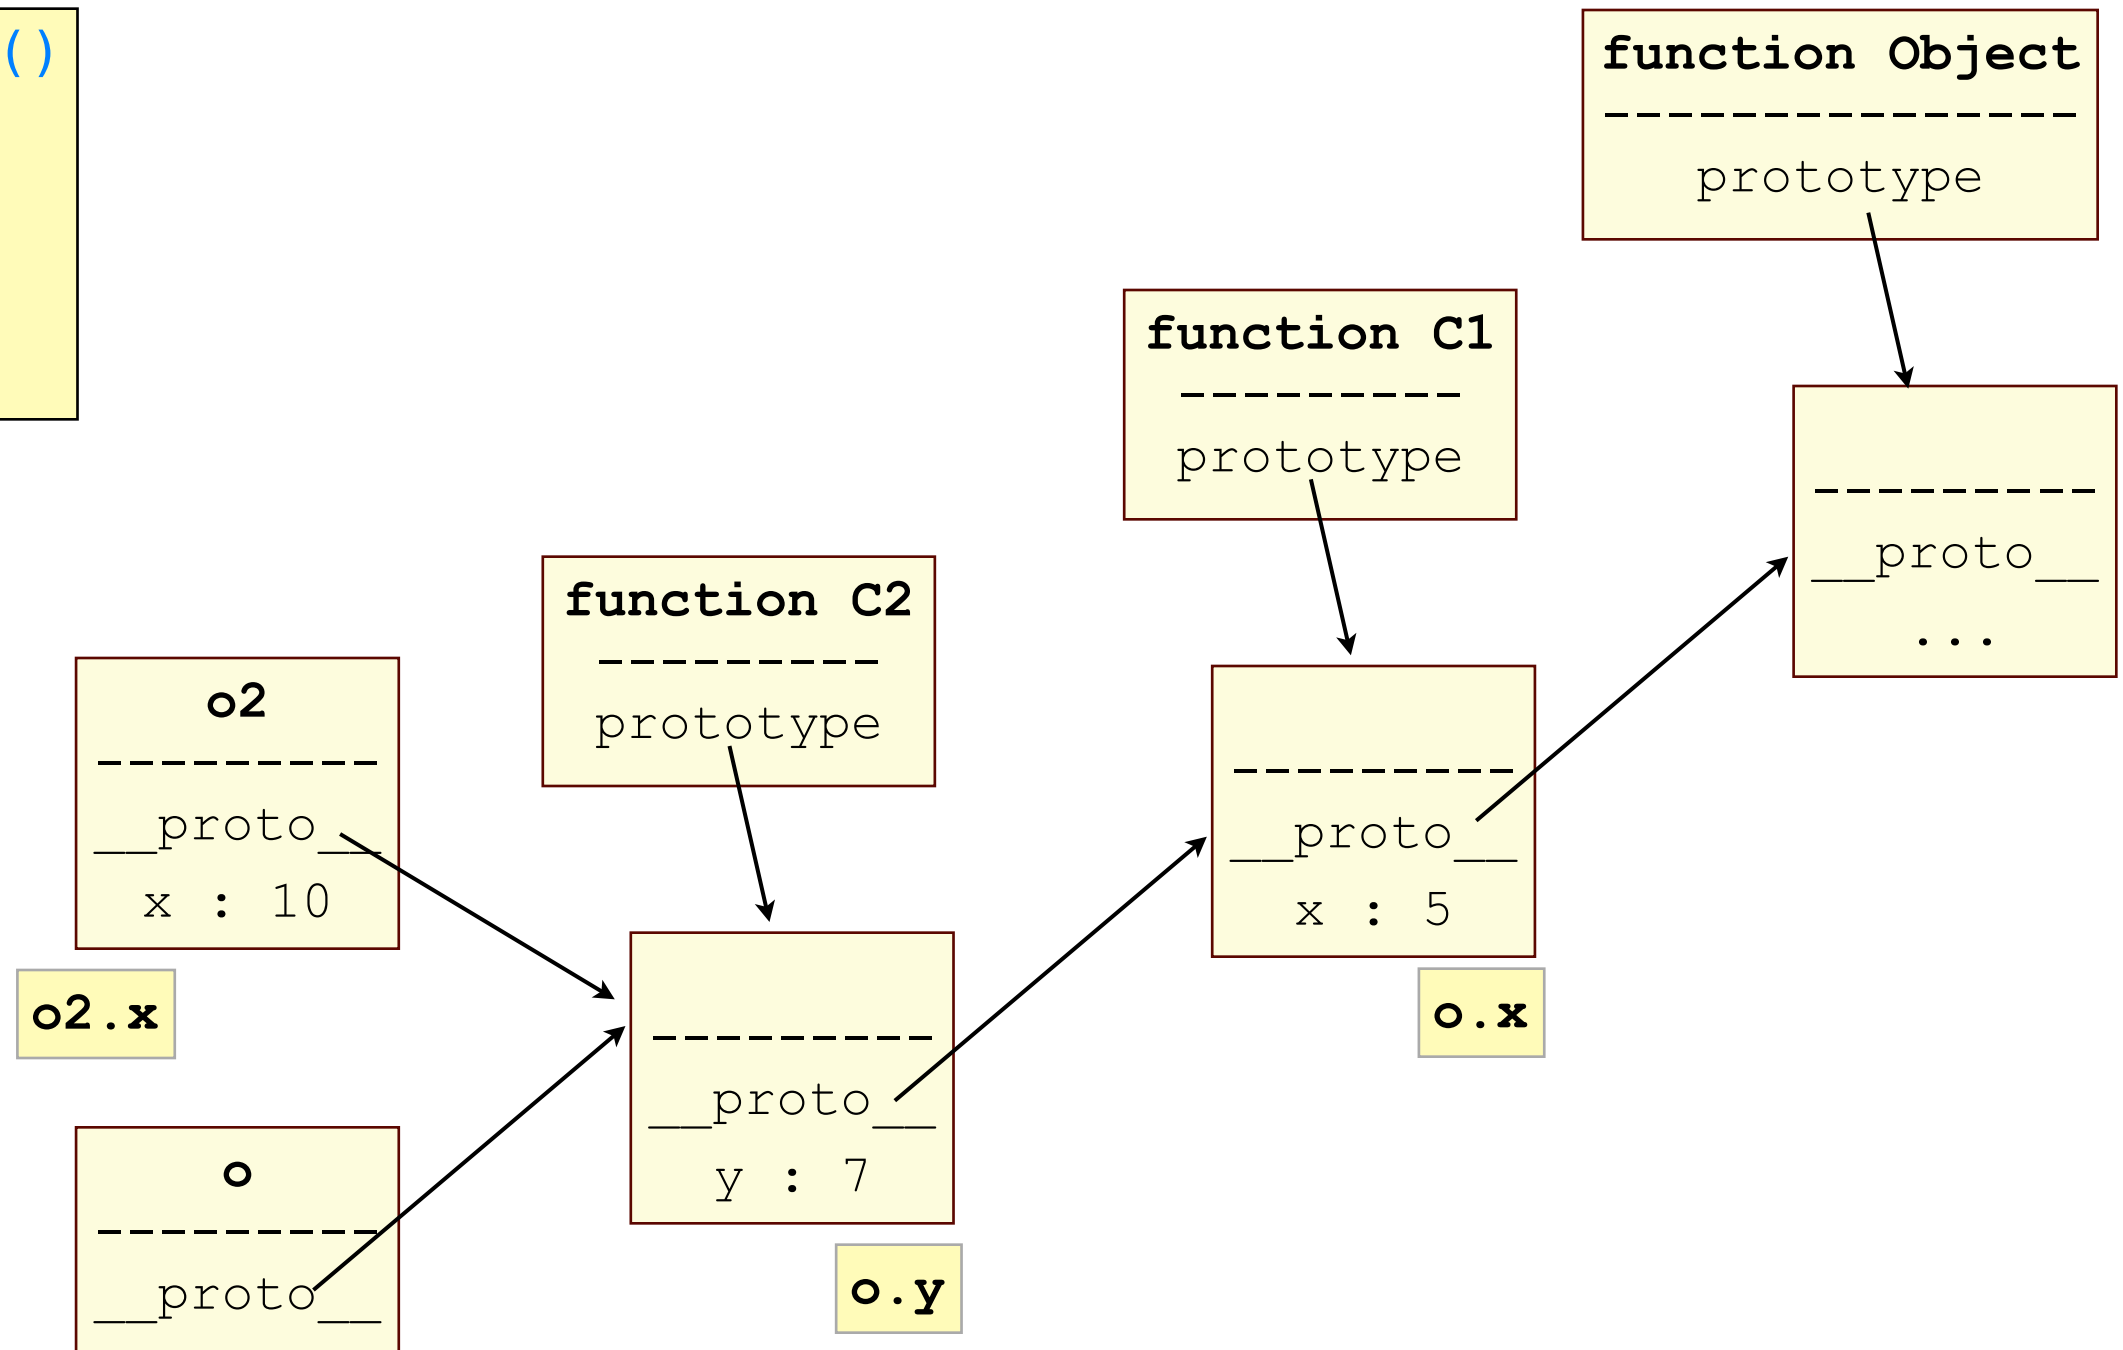 ()
function Object
---------------
prototype
function C1
---------
prototype
---------
__proto__
...
function C2
---------
prototype
o2
---------
__proto__
x : 10
---------
__proto__
x : 5
o2.x
o.x
---------
__proto__
y : 7
o
---------
__proto__
o.y